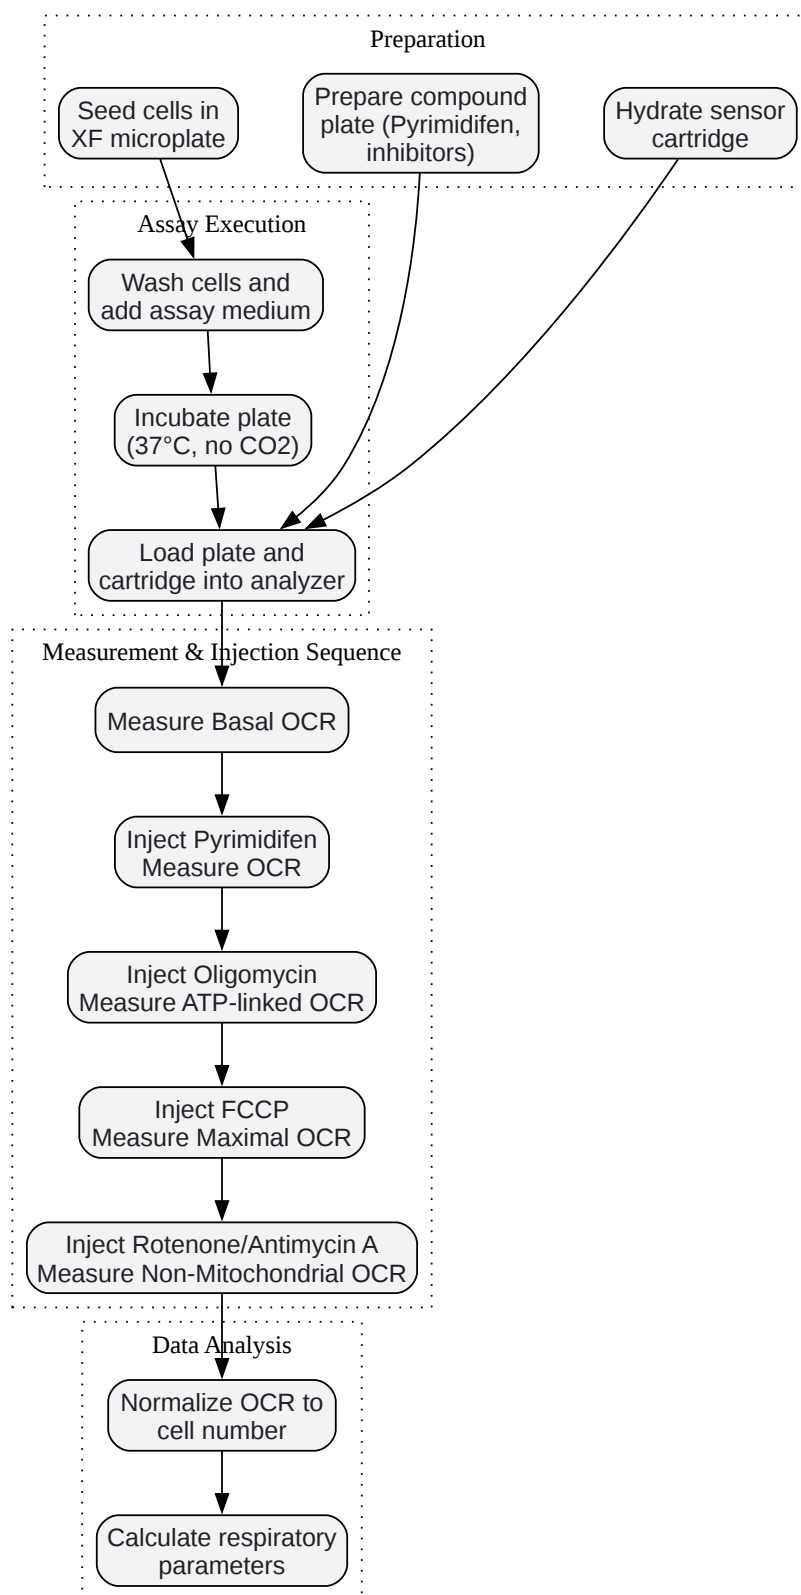 Preparation
Seed cells in
XF microplate
Prepare compound
plate (Pyrimidifen,
inhibitors)
Hydrate sensor
cartridge
Assay Execution
Wash cells and
add assay medium
Incubate plate
(37°C, no CO2)
Load plate and
cartridge into analyzer
Measurement & Injection Sequence
Measure Basal OCR
Inject Pyrimidifen
Measure OCR
Inject Oligomycin
Measure ATP-linked OCR
Inject FCCP
Measure Maximal OCR
Inject Rotenone/Antimycin A
Measure Non-Mitochondrial OCR
Data Analysis
Normalize OCR to
cell number
Calculate respiratory
parameters